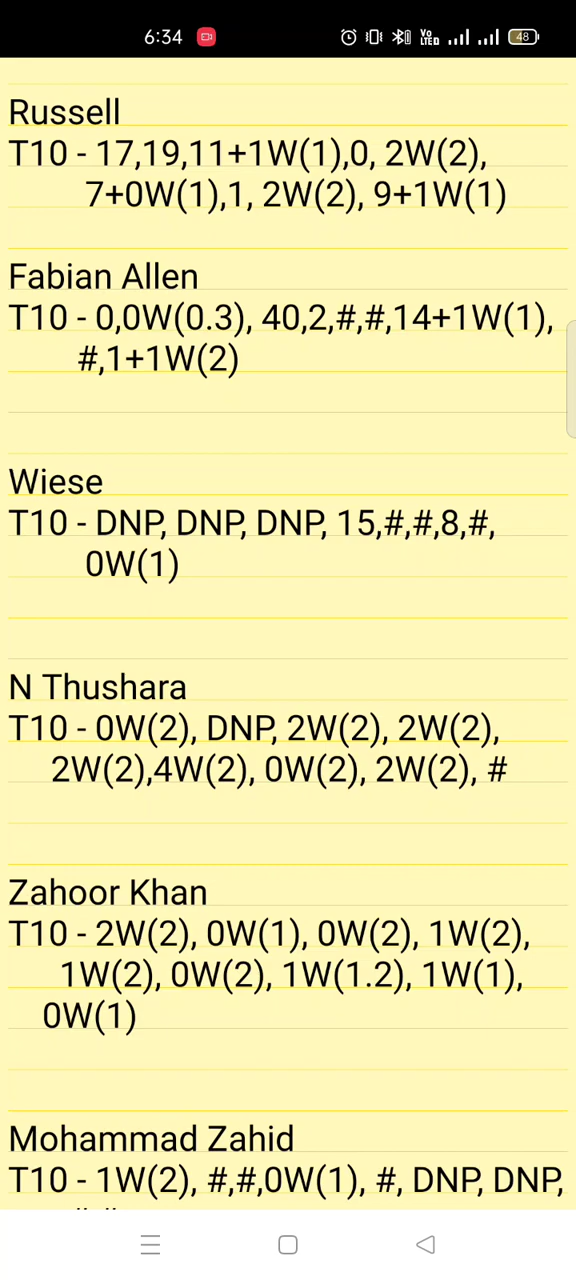 6:34
VO LTED 48
Russell
T10 - 17,19,11+1W(1),0, 2W(2),
7+0W(1),1, 2W(2), 9+1W(1)
Fabian Allen
T10 - 0,0W(0.3), 40,2,#,#,14+1W(1),
#,1+1W(2)
Wiese
T10 - DNP, DNP, DNP, 15,#,#,8,#,
0W(1)
N Thushara
T10 - 0W(2), DNP, 2W(2), 2W(2),
2W(2),4W(2), 0W(2), 2W(2), #
Zahoor Khan
T10 - 2W(2), 0W(1), 0W(2), 1W(2),
1W(2), 0W(2), 1W(1.2), 1W(1),
0W(1)
Mohammad Zahid
T10 - 1W(2), #,#,0W(1), #, DNP, DNP,